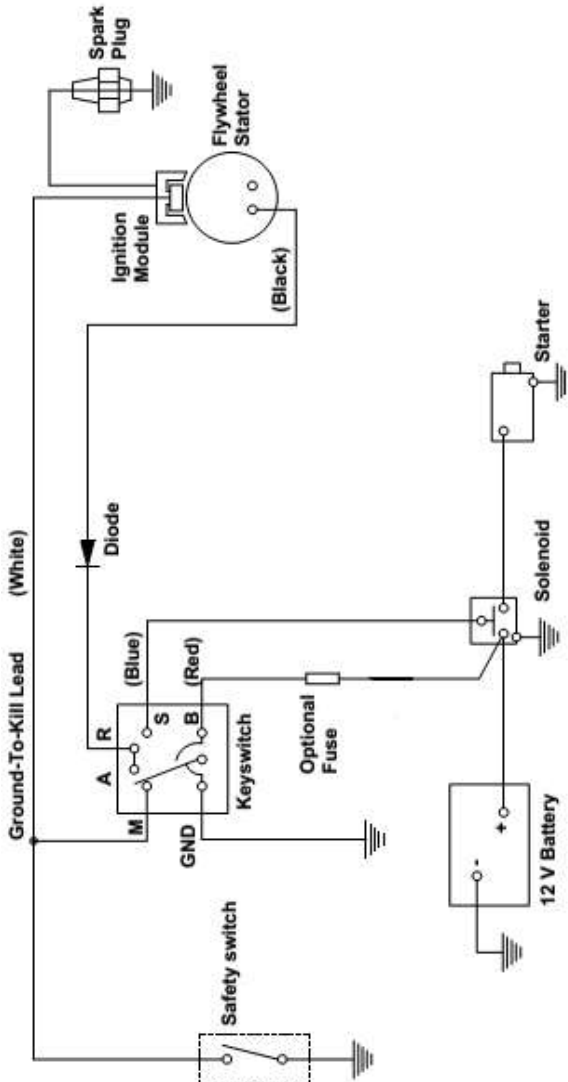 Ground-To-Kill Lead
(White)
Spark
Plug
Ignition
Module
Flywheel
Stator
(Black)
Diode
(Blue)
(Red)
A
R
M
S
GND
B
Keyswitch
Safety switch
Optional
Fuse
Solenoid
Starter
-
+
12 V Battery